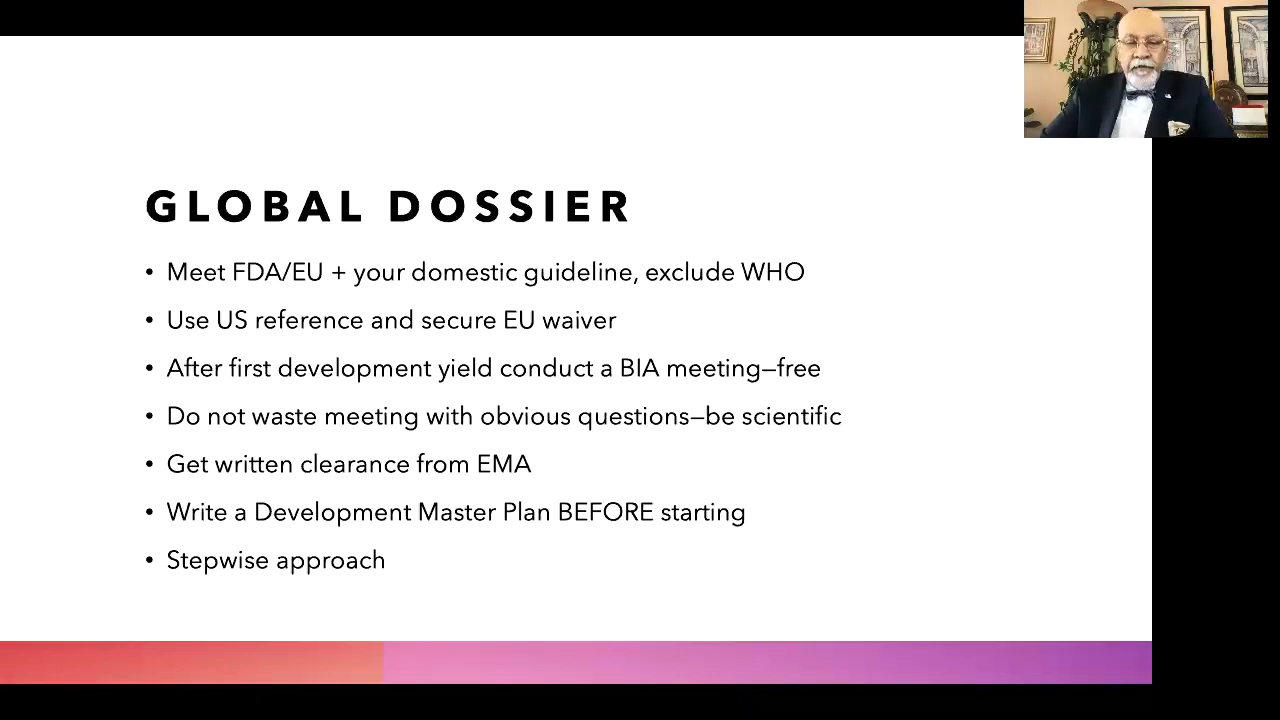 GLOBAL DOSSIER
• Meet FDA/EU + your domestic guideline, exclude WHO
• Use US reference and secure EU waiver
• After first development yield conduct a BIA meeting—free
• Do not waste meeting with obvious questions—be scientific
• Get written clearance from EMA
• Write a Development Master Plan BEFORE starting
• Stepwise approach